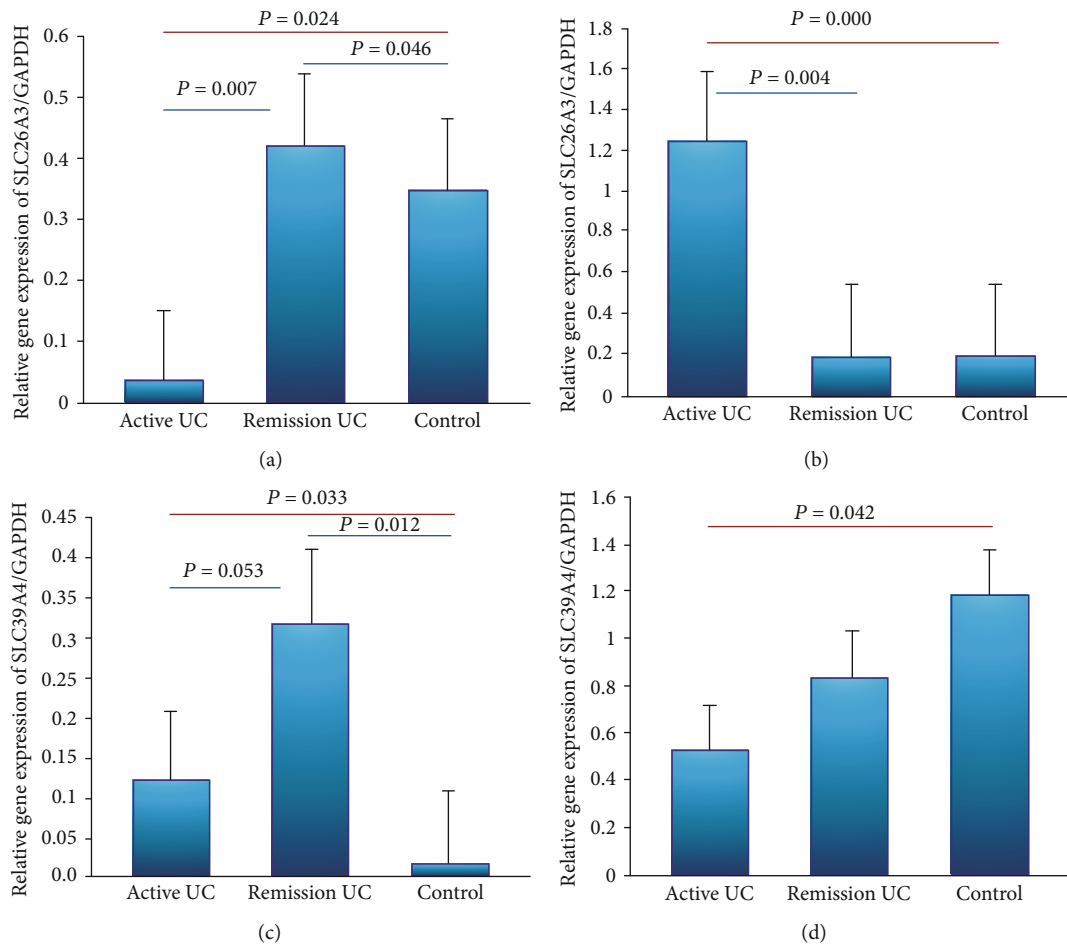 Relative gene expression of SLC26A3/GAPDH
0.6
0.5
0.4
0.3
0.2
0.1
0
P = 0.024
P = 0.046
P = 0.007
Active UC
Remission UC
Control
(a)
Relative gene expression of SLC26A3/GAPDH
1.8
1.6
1.4
1.2
1
0.8
0.6
0.4
0.2
0
P = 0.000
P = 0.004
Active UC
Remission UC
Control
(b)
Relative gene expression of SLC39A4/GAPDH
0.45
0.4
0.35
0.3
0.25
0.2
0.15
0.1
0.05
0.0
P = 0.033
P = 0.012
P = 0.053
Active UC
Remission UC
Control
(c)
Relative gene expression of SLC39A4/GAPDH
1.6
1.4
1.2
1
0.8
0.6
0.4
0.2
0
P = 0.042
Active UC
Remission UC
Control
(d)